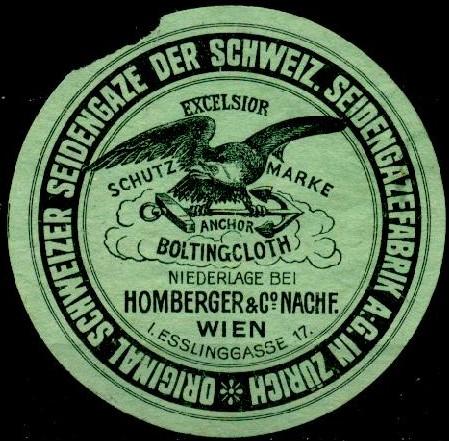 ORIGINAL SCHWEIZER SEIDENGAZE DER SCHWEIZ. SEIDENGAZEFABRIK A.G. IN ZÜRICH
EXCELSIOR
SCHUTZ MARKE
ANCHOR
BOLTINGCLOTH
NIEDERLAGE BEI
HOMBERGER & Co NACHF.
WIEN
I. ESSLINGGASSE 17.